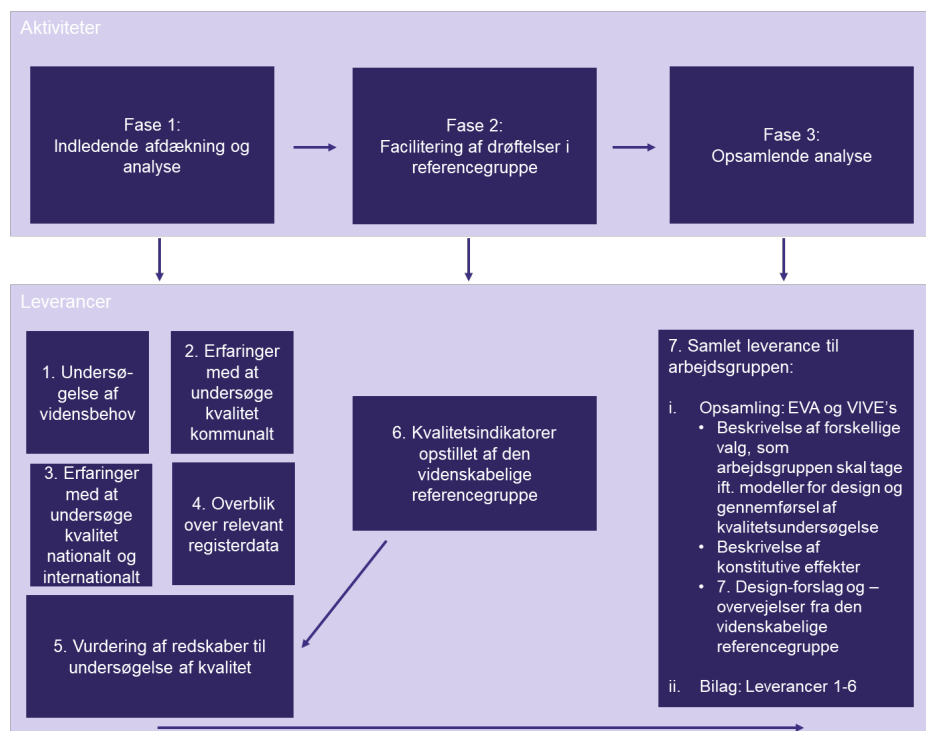 Aktiviteter
Fase 1:
Indledende afdækning og
analyse
Fase 2:
Facilitering af drøftelser i
referencegruppe
Fase 3:
Opsamlende analyse
Leverancer
1. Undersø-
gelse af
vidensbehov
2. Erfaringer
med at
undersøge
kvalitet
kommunalt
3. Erfaringer
med at
undersøge
kvalitet
nationalt og
internationalt
4. Overblik
over relevant
registerdata
5. Vurdering af redskaber til
undersøgelse af kvalitet
6. Kvalitetsindikatorer
opstillet af den
videnskabelige
referencegruppe
7. Samlet leverance til
arbejdsgruppen:
i. Opsamling: EVA og VIVE's
• Beskrivelse af forskellige
valg, som
arbejdsgruppen skal tage
ift. modeller for design og
gennemførsel af
kvalitetsundersøgelse
• Beskrivelse af
konstitutive effekter
• 7. Design-forslag og –
overvejelser fra den
videnskabelige
referencegruppe
ii. Bilag: Leverancer 1-6